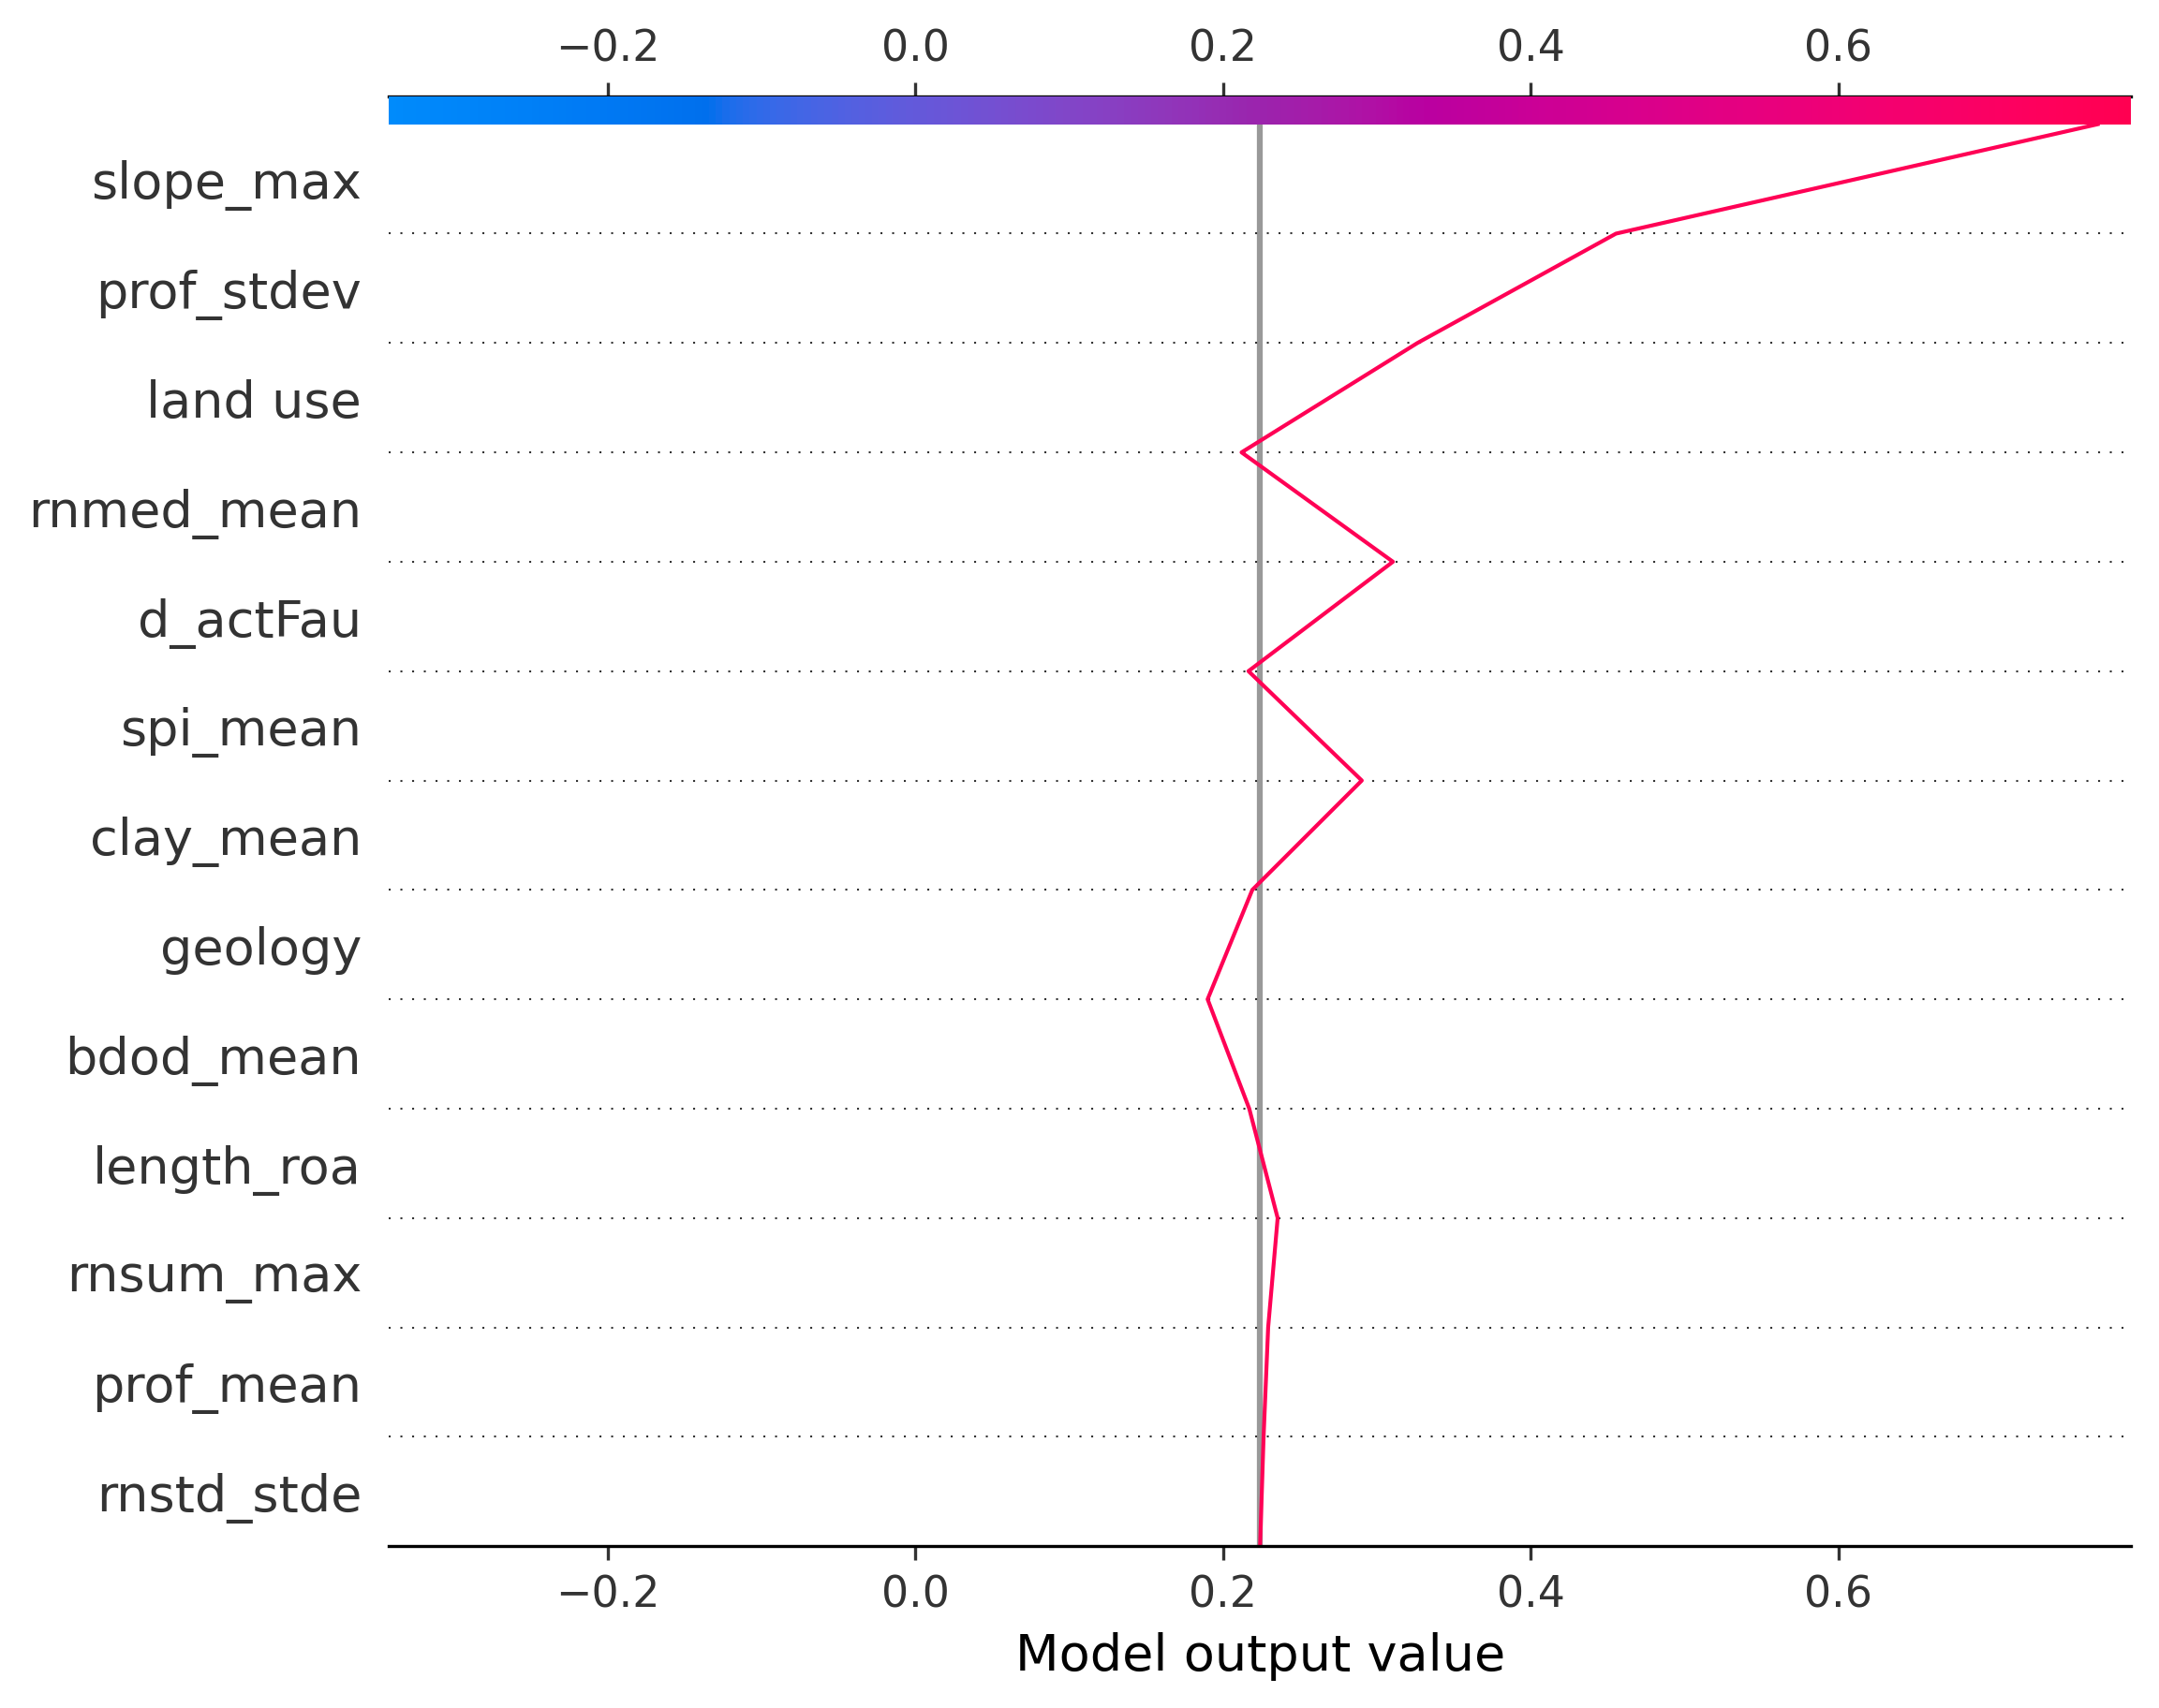 −0.2 0.0 0.2 0.4 0.6
slope_max
prof_stdev
land use
rnmed_mean
d_actFau
spi_mean
clay_mean
geology
bdod_mean
length_roa
rnsum_max
prof_mean
rnstd_stde
−0.2 0.0 0.2 0.4 0.6
Model output value